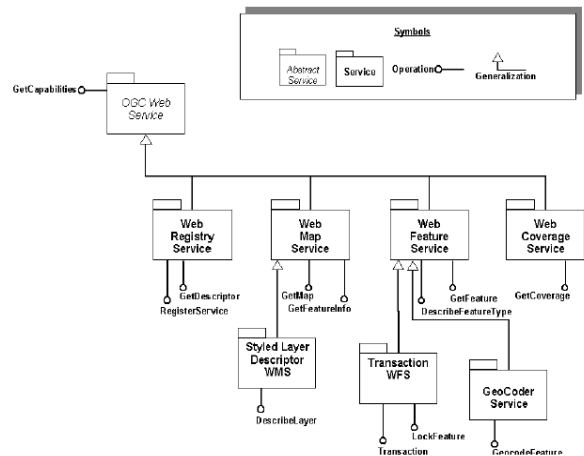 Symbols
Abstract
Service
Service
Operation
Generalization
GetCapabilities
OGC Web
Service
Web
Registry
Service
Web
Map
Service
Web
Feature
Service
Web
Coverage
Service
GetDescriptor
RegisterService
GetMap
GetFeatureInfo
GetFeature
DescribeFeatureType
GetCoverage
Styled Layer
Descriptor
WMS
Transaction
WFS
GeoCoder
Service
DescribeLayer
LockFeature
Transaction
GeocodeFeature